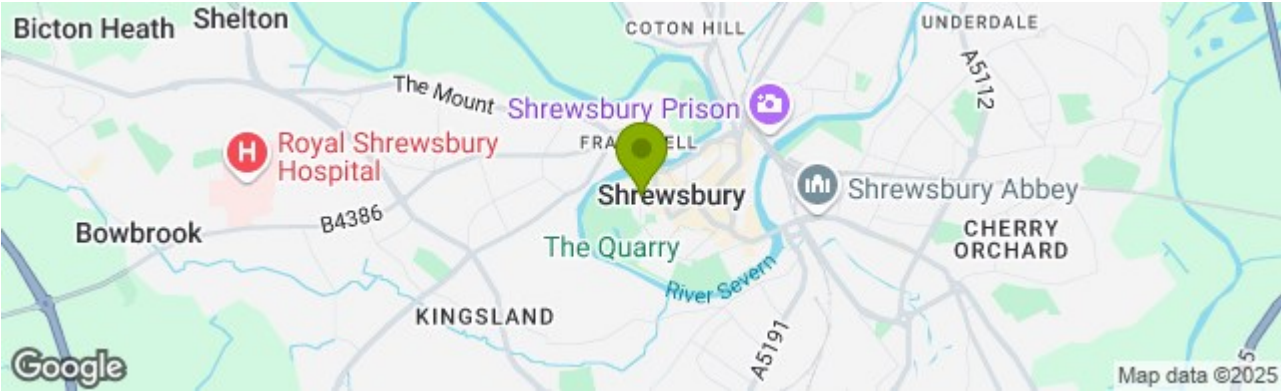 Bicton Heath
Shelton
COTON HILL
UNDERDALE
A5112
The Mount
Shrewsbury Prison
Royal Shrewsbury
Hospital
H
Shrewsbury
Shrewsbury Abbey
B4386
Bowbrook
The Quarry
CHERRY
ORCHARD
River Severn
KINGSLAND
A5191
Google
Map data ©2025